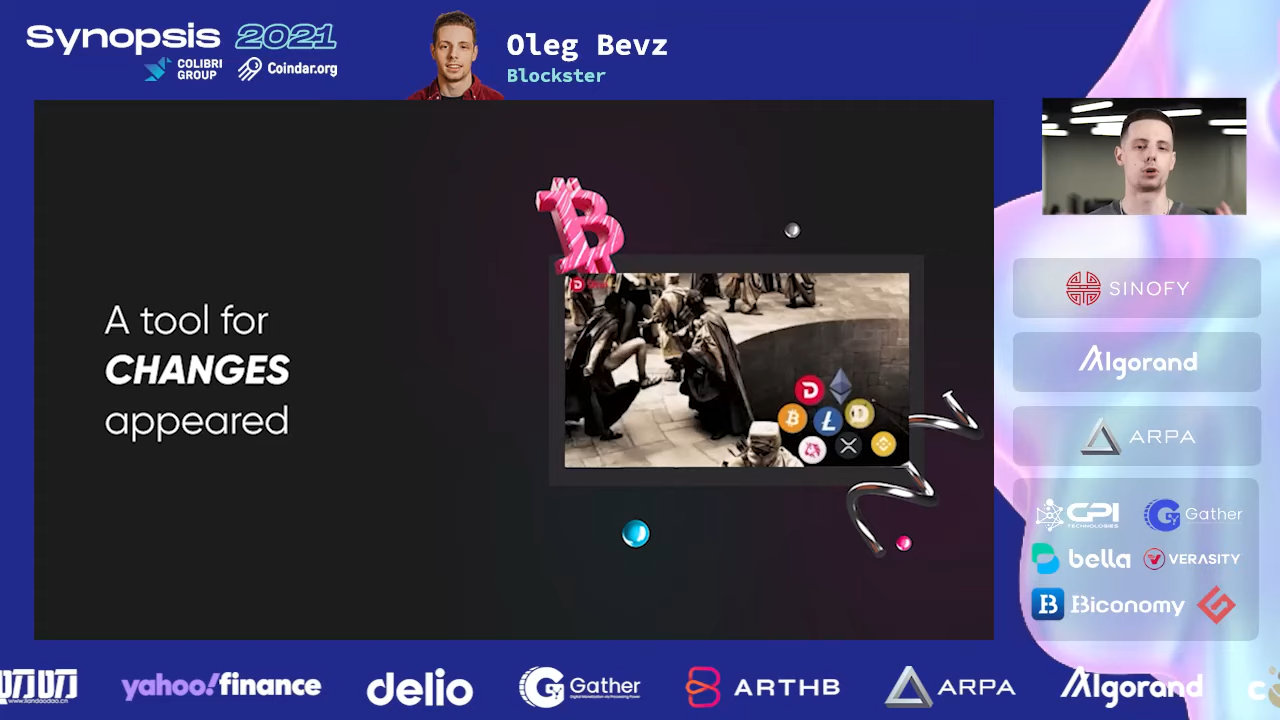 Synopsis 2021
COLIBRI
GROUP
Coindar.org
Oleg Bevz
Blockster
A tool for
CHANGES
appeared
SINOFY
Algorand
ARPA
CPI
TECHNOLOGIES
Gather
bella
VERASITY
Biconomy
yahoo!finance
delio
Gather
ARTHB
ARPA
Algorand